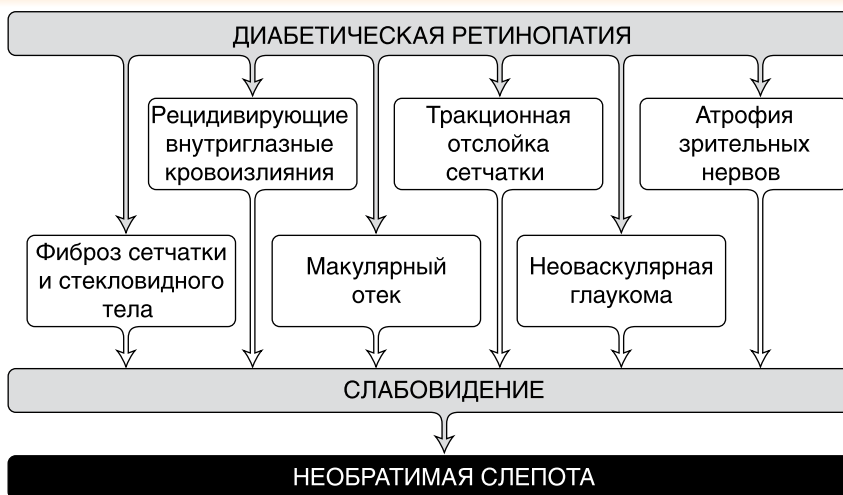 ДИАБЕТИЧЕСКАЯ РЕТИНОПАТИЯ
Рецидивирующие
внутриглазные
кровоизлияния
Тракционная
отслойка
сетчатки
Атрофия
зрительных
нервов
Фиброз сетчатки
и стекловидного
тела
Макулярный
отек
Неоваскулярная
глаукома
СЛАБОВИДЕНИЕ
НЕОБРАТИМАЯ СЛЕПОТА